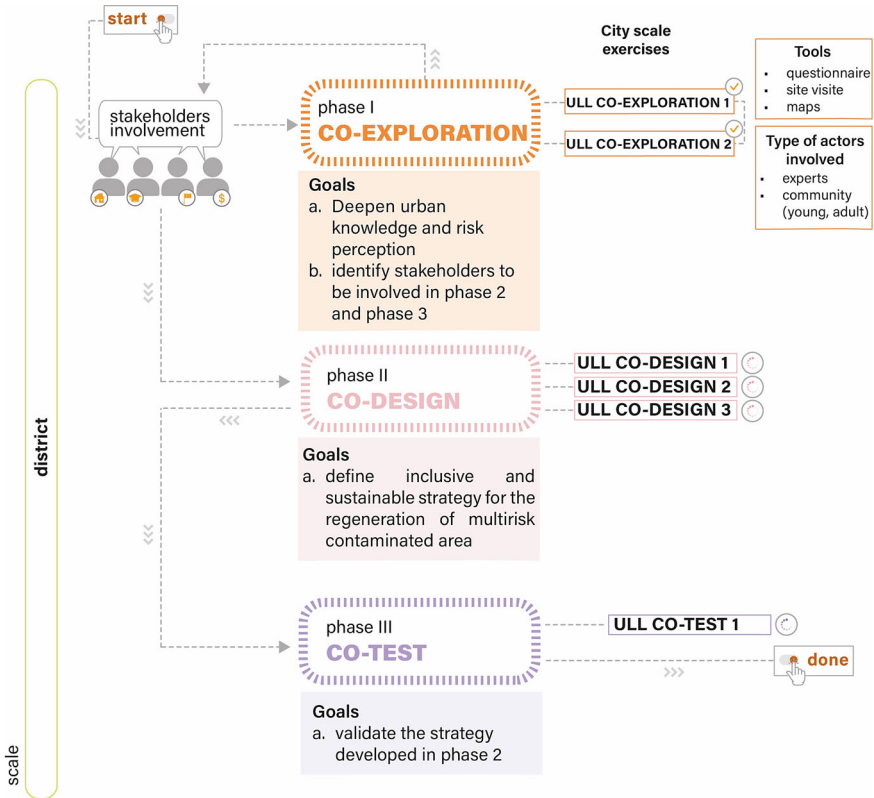 start
City scale
exercises
Tools
• questionnaire
• site visite
• maps
stakeholders
involvement
phase I
CO-EXPLORATION
ULL CO-EXPLORATION 1
ULL CO-EXPLORATION 2
Type of actors
involved
• experts
• community
(young, adult)
$
Goals
a. Deepen urban
knowledge and risk
perception
b. identify stakeholders to
be involved in phase 2
and phase 3
phase II
CO-DESIGN
ULL CO-DESIGN 1
ULL CO-DESIGN 2
ULL CO-DESIGN 3
Goals
a. define inclusive and
sustainable strategy for the
regeneration of multirisk
contaminated area
district
phase III
CO-TEST
ULL CO-TEST 1
done
Goals
a. validate the strategy
developed in phase 2
scale